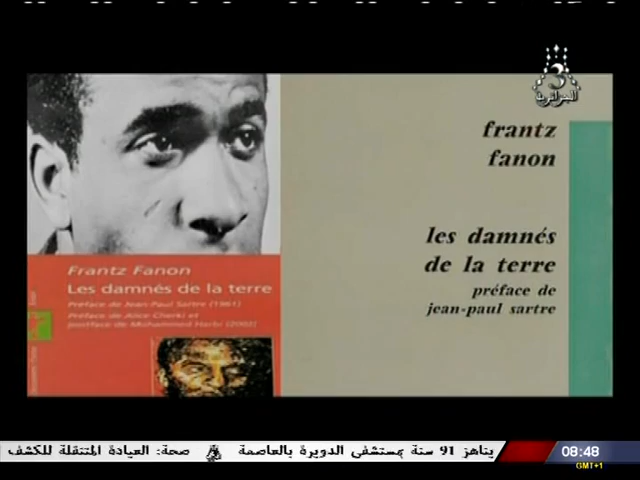 3
الجزائرية
frantz
fanon
les damnés
de la terre
préface de
jean-paul sartre
Frantz Fanon
Les damnés de la terre
Préface de Jean-Paul Sartre (1961)
Préface de Alice Cherki et
postface de Mohammed Harbi (2002)
يناهز 91 سنة بمستشفى الدويرة بالعاصمة صحة: العيادة المتنقلة للكشف
08:48
GMT+1